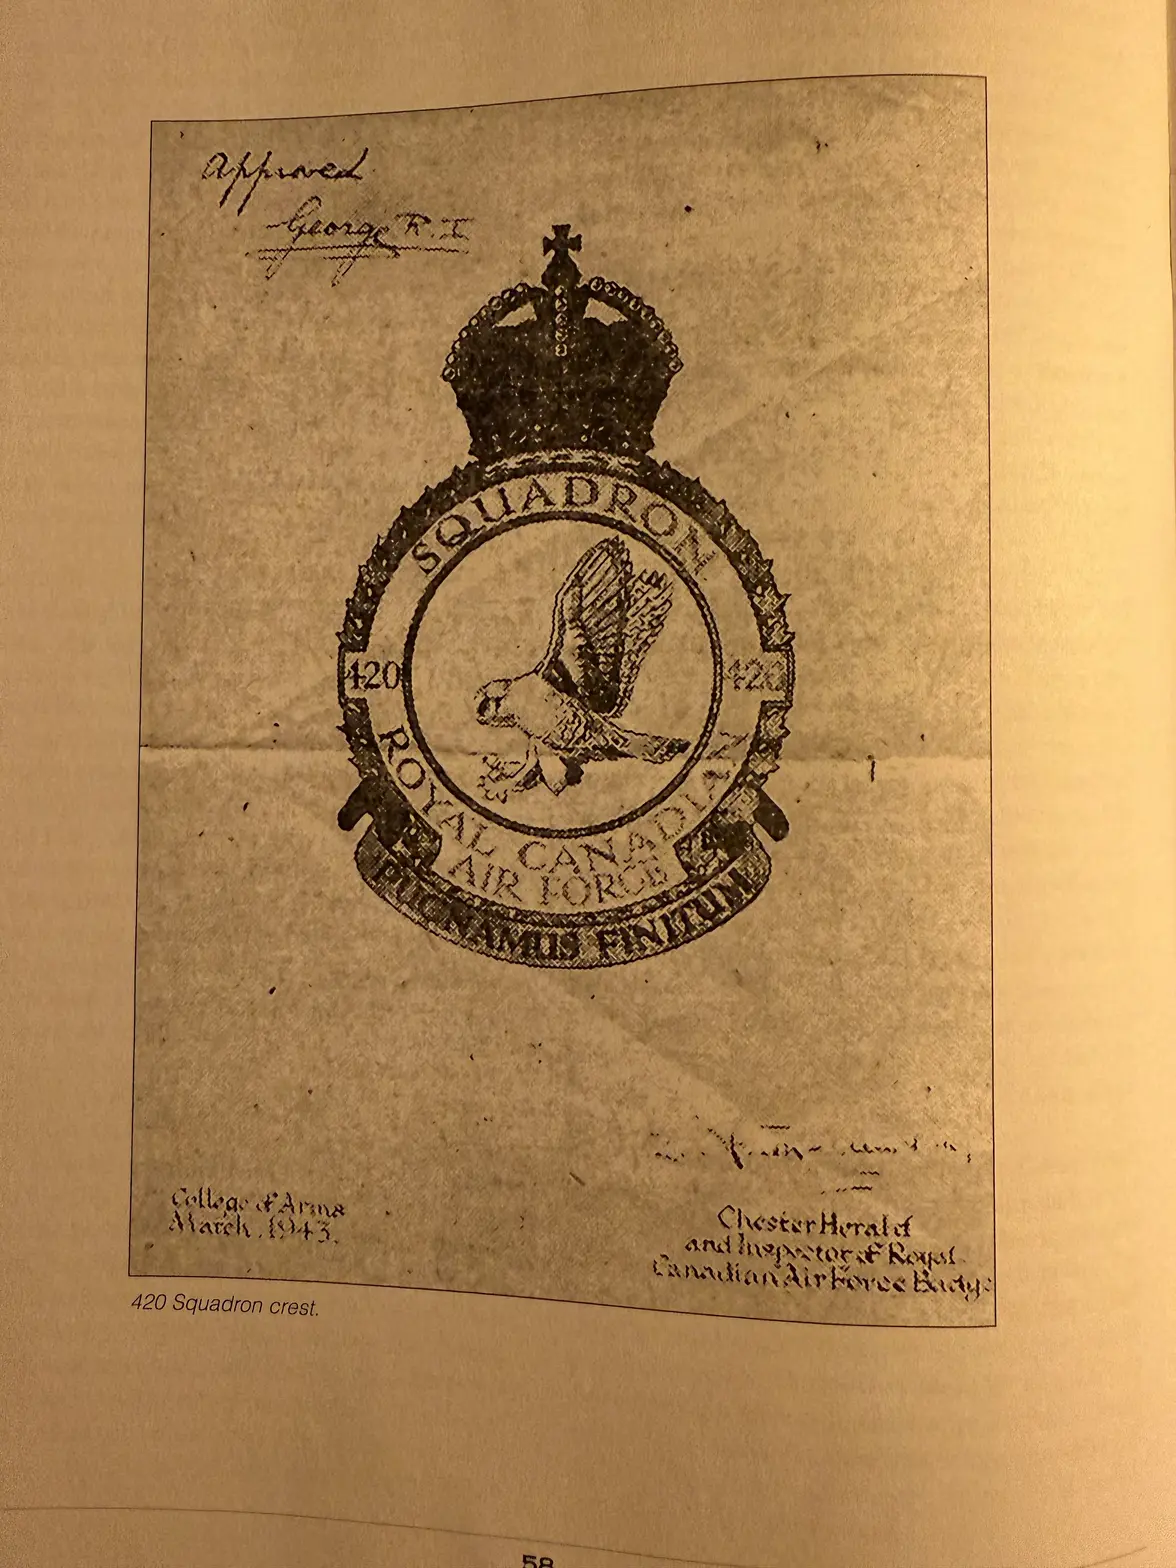 Approved
George R.I.
SQUADRON
420 420
ROYAL CANADIAN
AIR FORCE
PUGNAMUS FINITUM
College of Arms
March, 1943.
Chester Herald
and Inspector of Royal
Canadian Air Force Badges
420 Squadron crest.
58